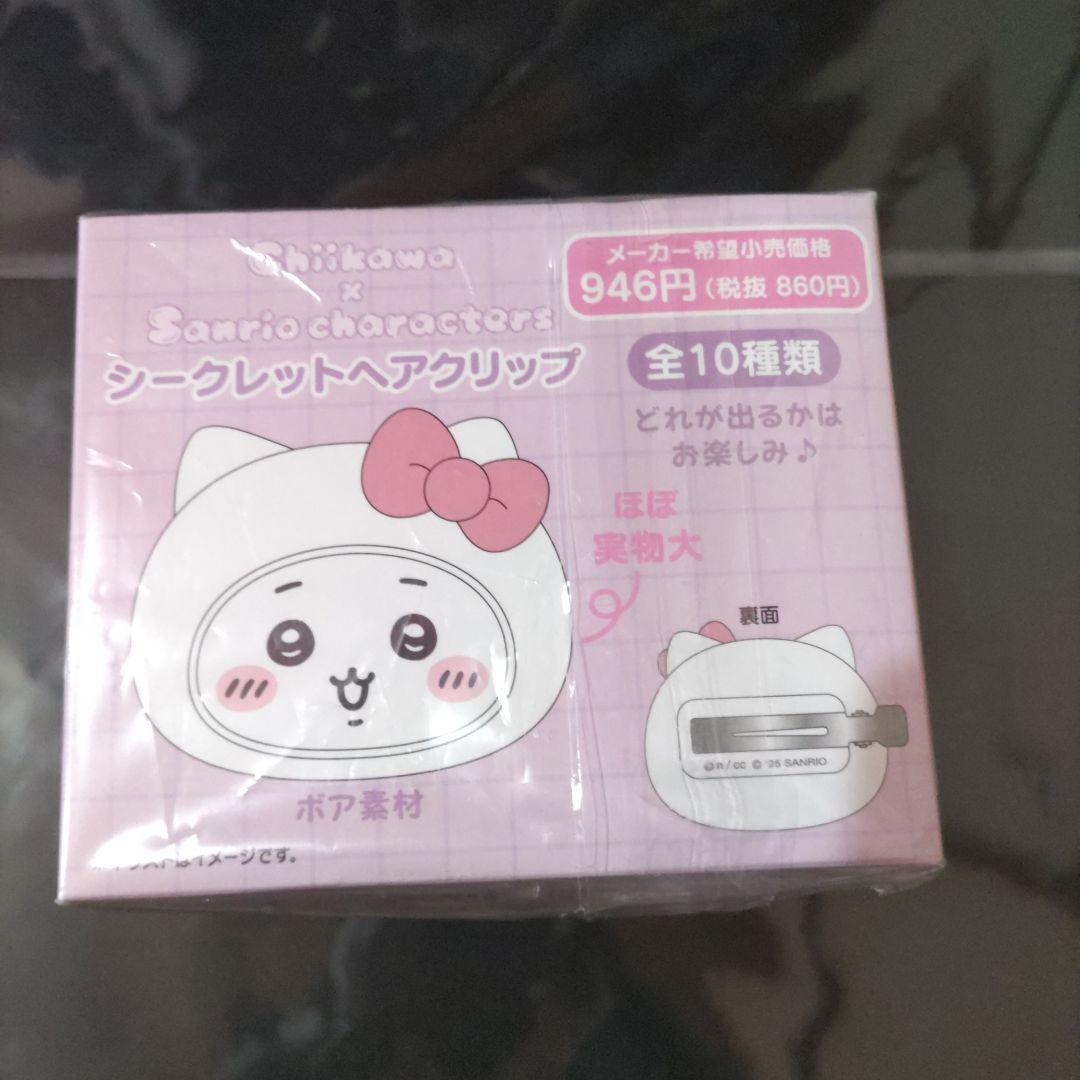 Chiikawa
×
Sanrio characters
シークレットヘアクリップ
メーカー希望小売価格
946円(税抜 860円)
全10種類
どれが出るかは
お楽しみ♪
ほぼ
実物大
裏面
©n/cc © '25 SANRIO
ボア素材
※イラストはイメージです。